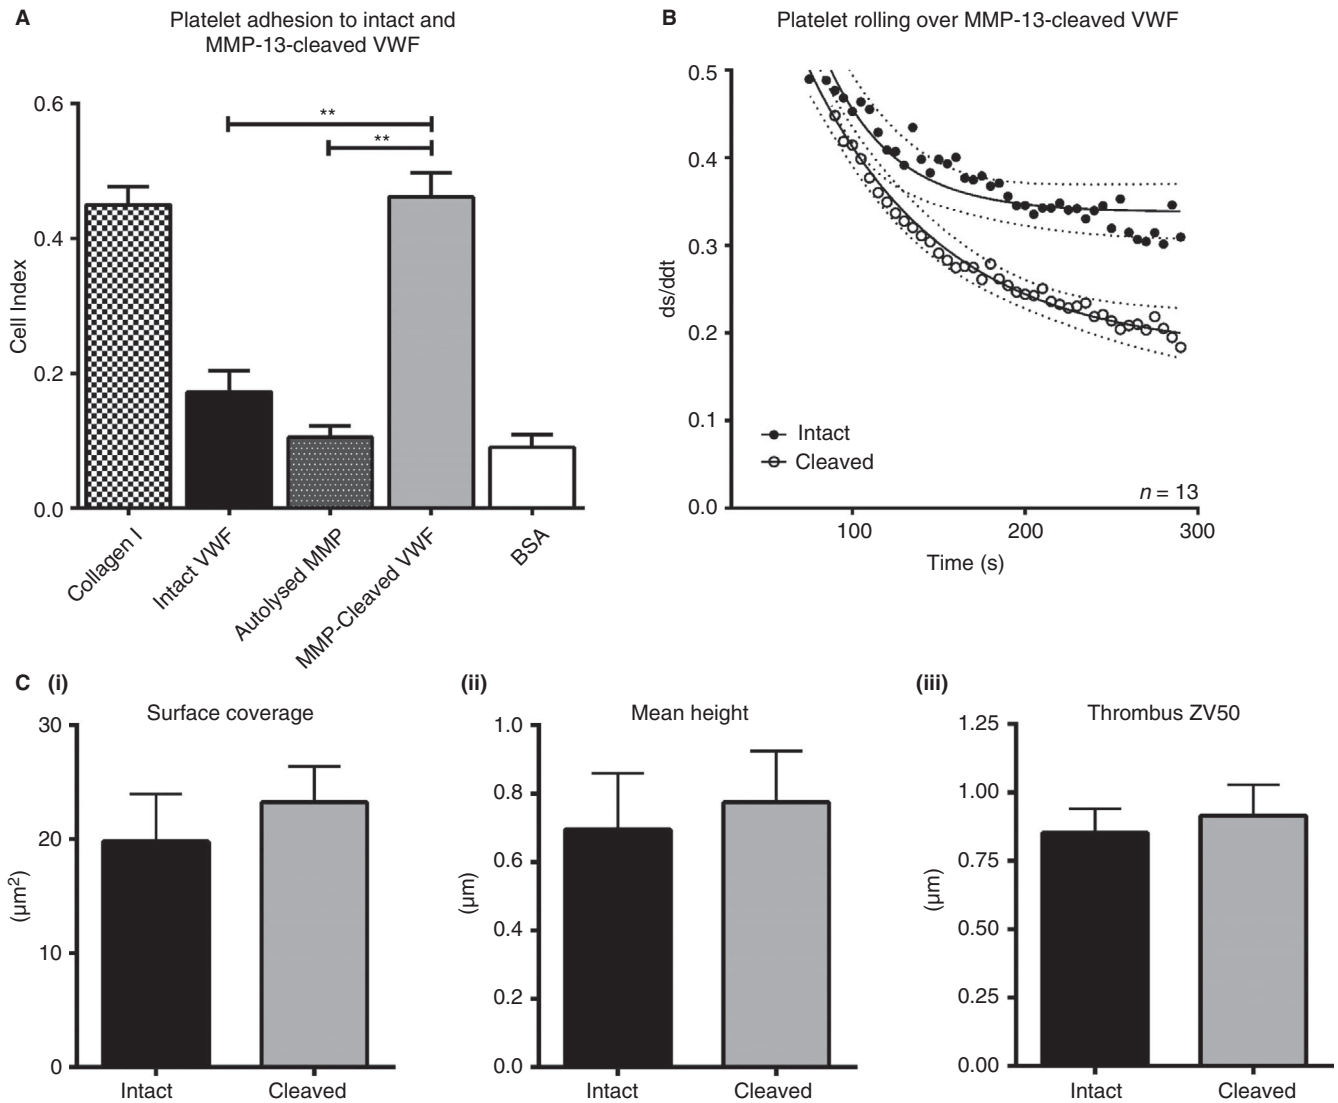 A
Platelet adhesion to intact and
MMP-13-cleaved VWF
0.6
0.4
0.2
0.0
Cell Index
**
**
Collagen I
Intact VWF
Autolysed MMP
MMP-Cleaved VWF
BSA
B
Platelet rolling over MMP-13-cleaved VWF
0.5
0.4
0.3
0.2
0.1
0.0
ds/ddt
Intact
Cleaved
n = 13
100
200
300
Time (s)
C
(i)
Surface coverage
30
20
10
0
(µm²)
Intact
Cleaved
(ii)
Mean height
1.0
0.8
0.6
0.4
0.2
0.0
(µm)
Intact
Cleaved
(iii)
Thrombus ZV50
1.25
1.00
0.75
0.50
0.25
0.00
(µm)
Intact
Cleaved